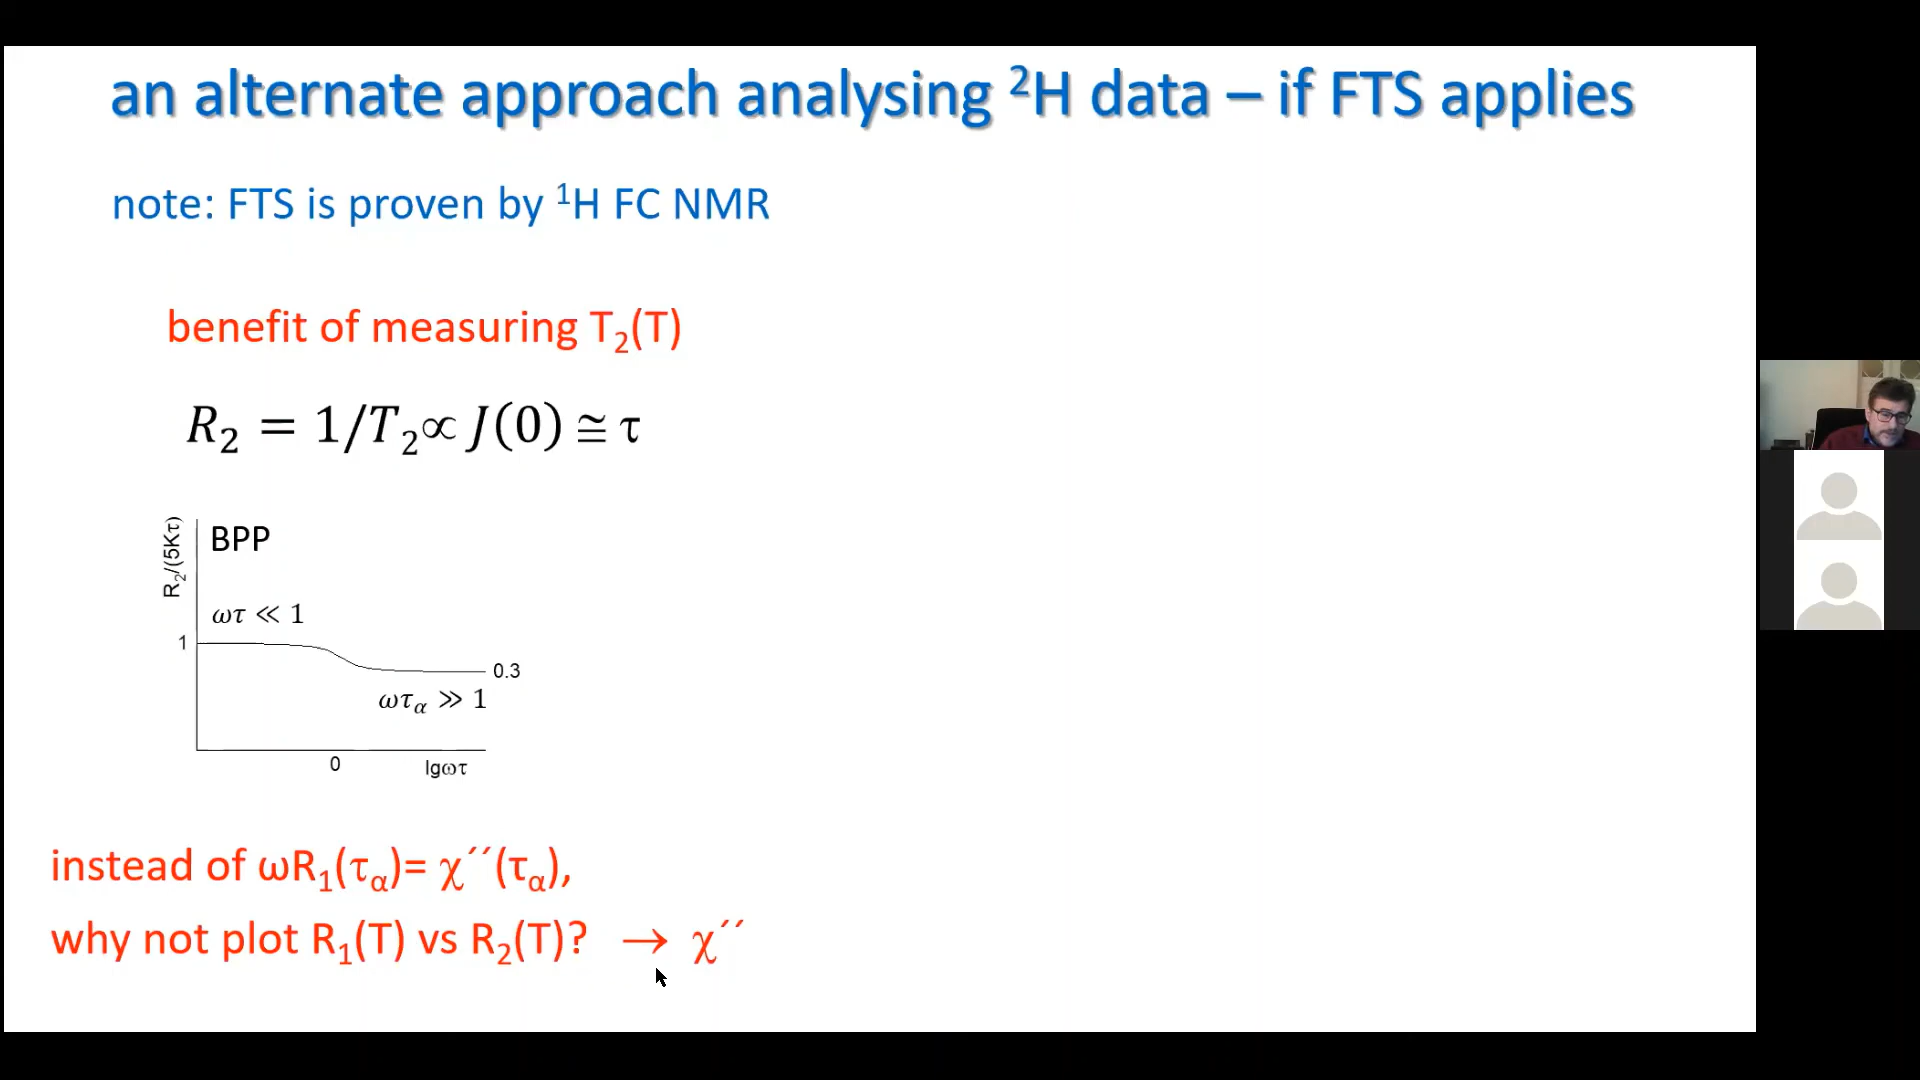 an alternate approach analysing ²H data – if FTS applies
note: FTS is proven by ¹H FC NMR
benefit of measuring T₂(T)
R₂ = 1/T₂∝ J(0) ≅ τ
R₂/(5Kτ)
BPP
ωτ ≪ 1
1
0.3
ωτα ≫ 1
0
lgωτ
instead of ωR₁(τα)= χ´´(τα),
why not plot R₁(T) vs R₂(T)? → χ´´